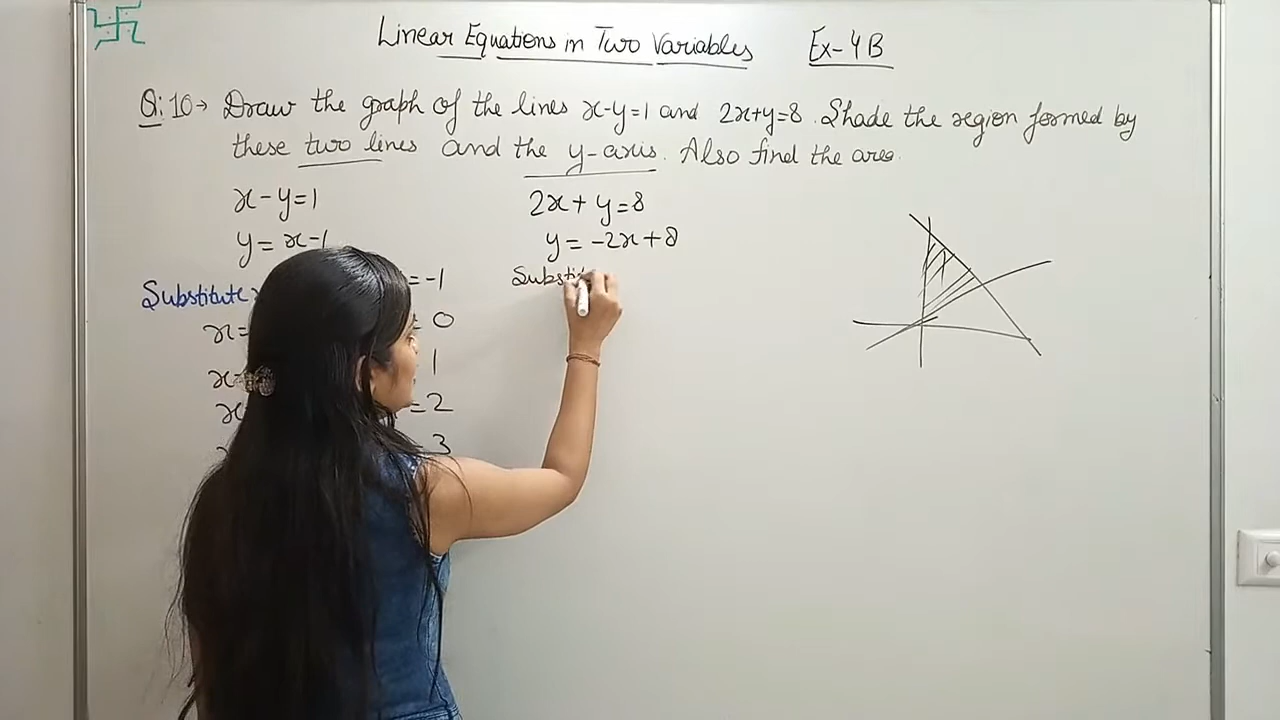 Linear Equations in Two Variables Ex-4B
Q:10→ Draw the graph of the lines x-y=1 and 2x+y=8. Shade the region formed by
these two lines and the y-axis. Also find the area.
x-y=1
y=x-1
Substitute
=-1
x=
0
x=
1
=2
3
2x+y=8
y=-2x+8